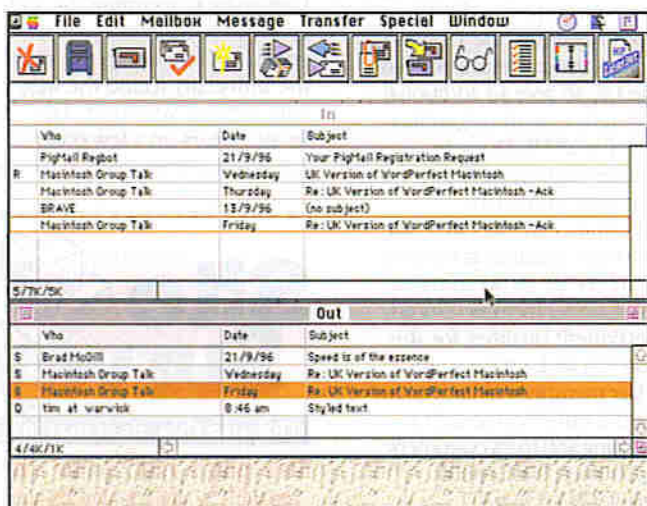 File Edit Mailbox Message Transfer Special Window
In
Who Date Subject
PigMail Regbot 21/9/96 Your PigMail Registration Request
R Macintosh Group Talk Wednesday UK Version of WordPerfect Macintosh
Macintosh Group Talk Thursday Re: UK Version of WordPerfect Macintosh -Ack
BRAVE 13/9/96 (no subject)
Macintosh Group Talk Friday Re: UK Version of WordPerfect Macintosh -Ack
5/7K/5K
Out
Who Date Subject
S Brad McGill 21/9/96 Speed is of the essence
S Macintosh Group Talk Wednesday Re: UK Version of WordPerfect Macintosh
S Macintosh Group Talk Friday Re: UK Version of WordPerfect Macintosh
Q tim at warwick 8:46 am Styled text
4/4K/1K